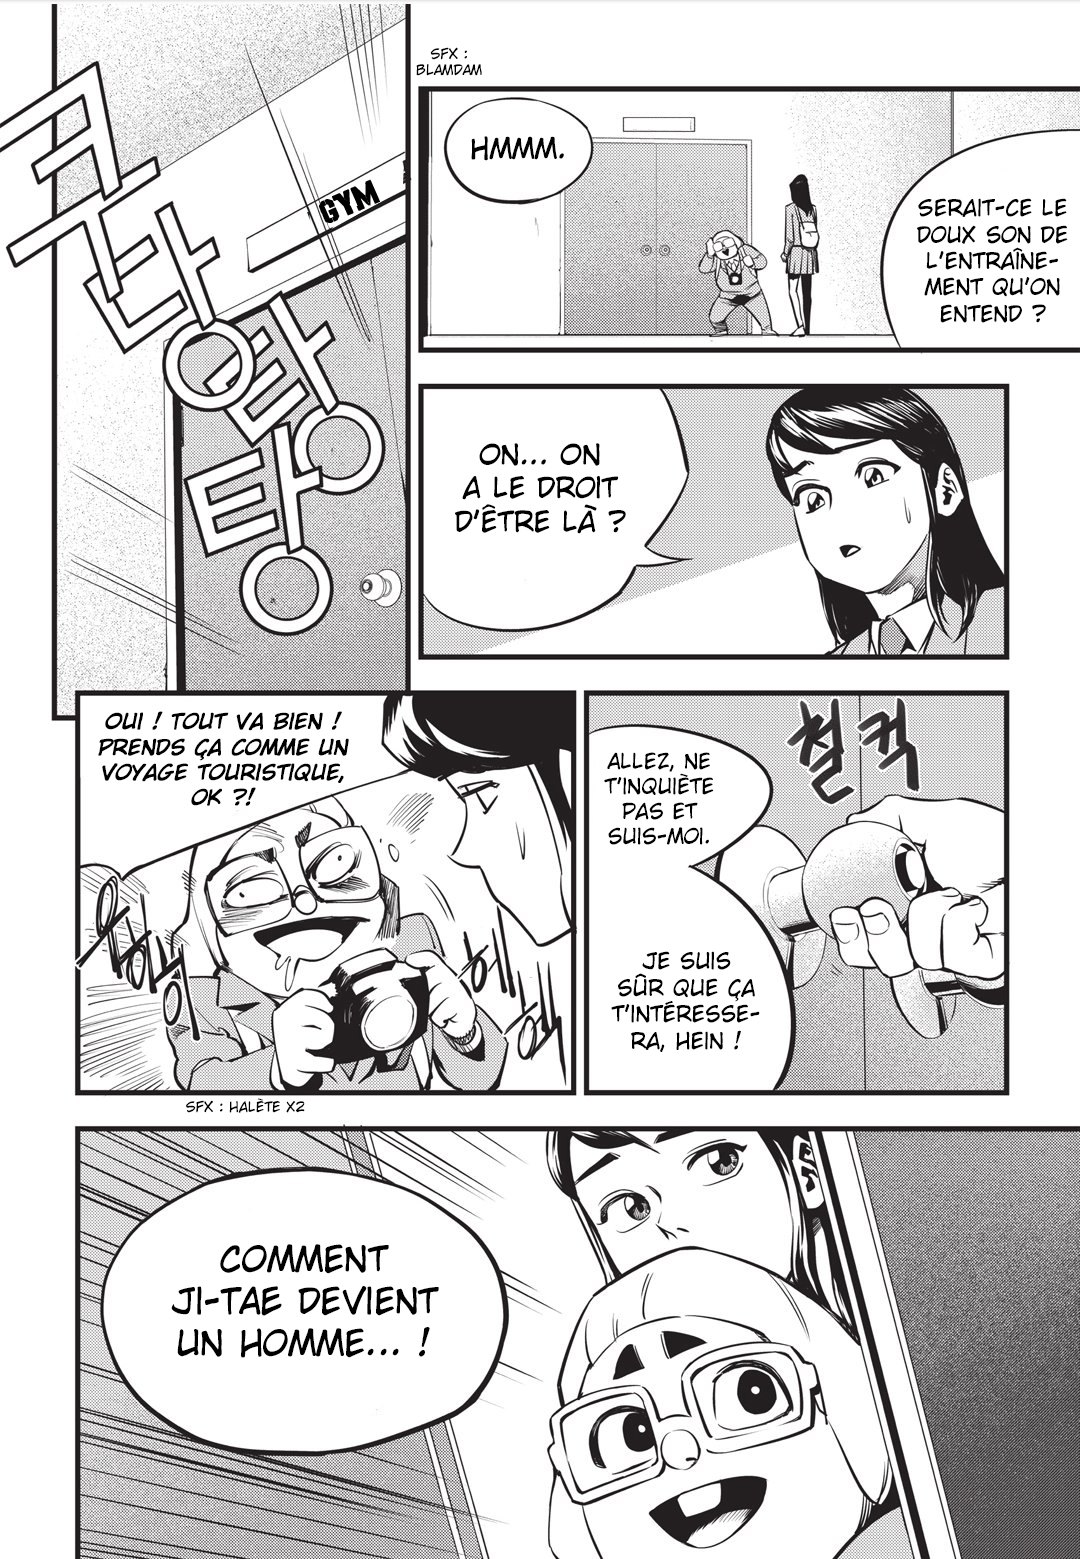 SFX :
BLAMDAM
GYM
쿠
당
탕
탕
HMMM.
SERAIT-CE LE
DOUX SON DE
L'ENTRAÎNE-
MENT QU'ON
ENTEND ?
ON... ON
A LE DROIT
D'ÊTRE LÀ ?
OUI ! TOUT VA BIEN !
PRENDS ÇA COMME UN
VOYAGE TOURISTIQUE,
OK ?!
SFX : HALÈTE X2
ALLEZ, NE
T'INQUIÈTE
PAS ET
SUIS-MOI.
철컥
JE SUIS
SÛR QUE ÇA
T'INTÉRESSE-
RA, HEIN !
COMMENT
JI-TAE DEVIENT
UN HOMME... !